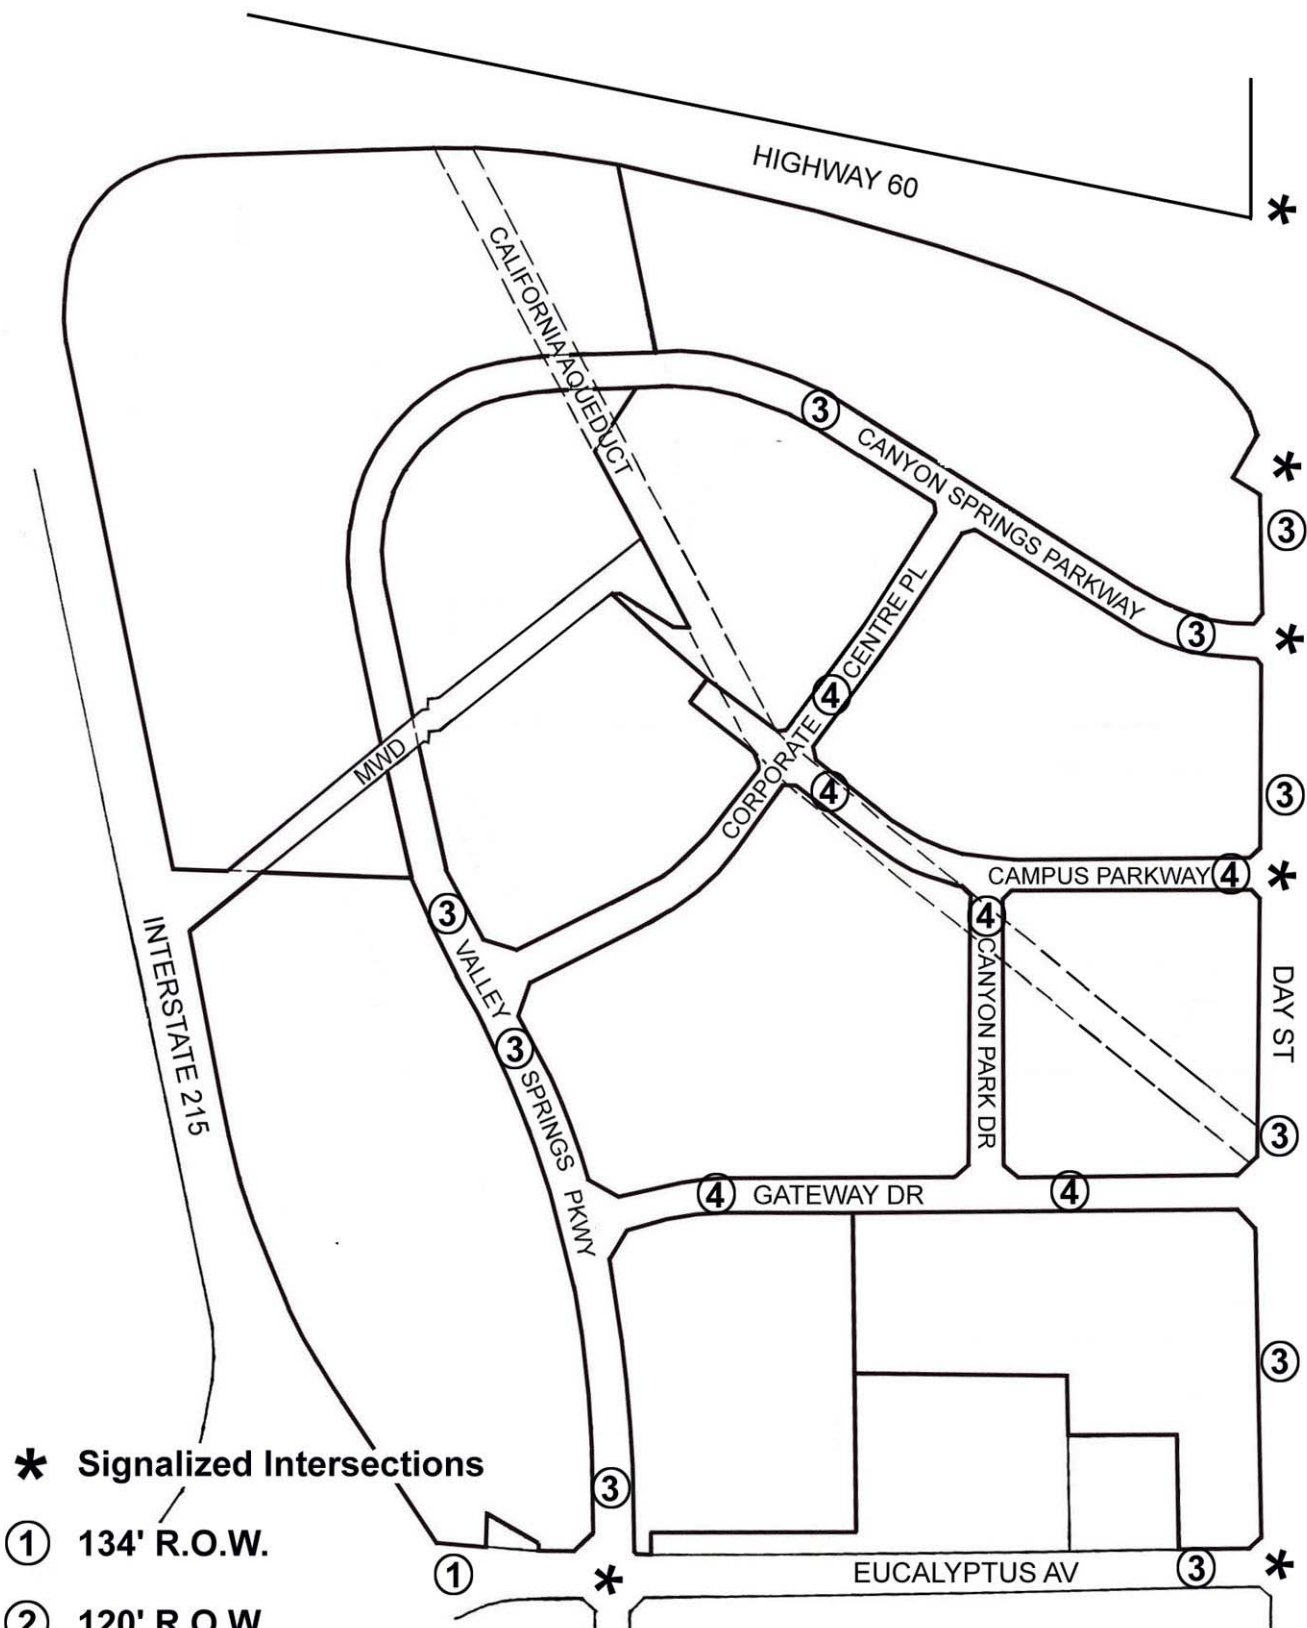 HIGHWAY 60
*
CALIFORNIA AQUEDUCT
3
CANYON SPRINGS PARKWAY
*
3
3
*
CORPORATE CENTRE PL
4
4
3
MWD
CAMPUS PARKWAY
4
*
3
4
VALLEY SPRINGS PKWY
3
CANYON PARK DR
DAY ST
INTERSTATE 215
3
4
GATEWAY DR
4
3
* Signalized Intersections
3
1 134' R.O.W.
1
*
EUCALYPTUS AV
3
*
2 120' R.O.W.